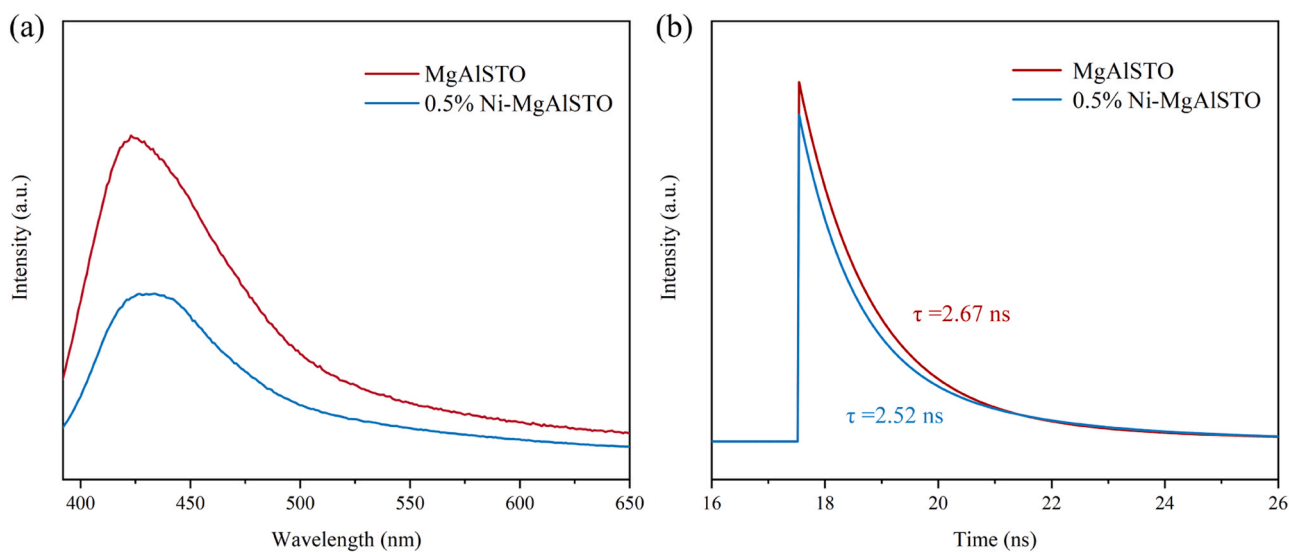 (a)
MgAlSTO
0.5% Ni-MgAlSTO
Intensity (a.u.)
400 450 500 550 600 650
Wavelength (nm)
(b)
MgAlSTO
0.5% Ni-MgAlSTO
Intensity (a.u.)
τ =2.67 ns
τ =2.52 ns
16 18 20 22 24 26
Time (ns)